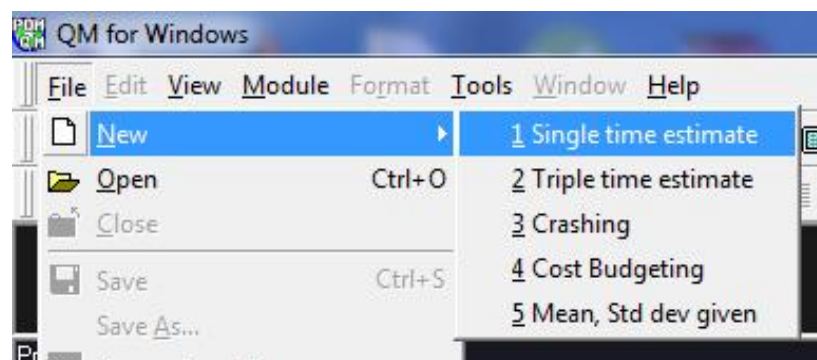 QM for Windows
File Edit View Module Format Tools Window Help
New 1 Single time estimate
Open Ctrl+O 2 Triple time estimate
Close 3 Crashing
Save Ctrl+S 4 Cost Budgeting
Save As... 5 Mean, Std dev given